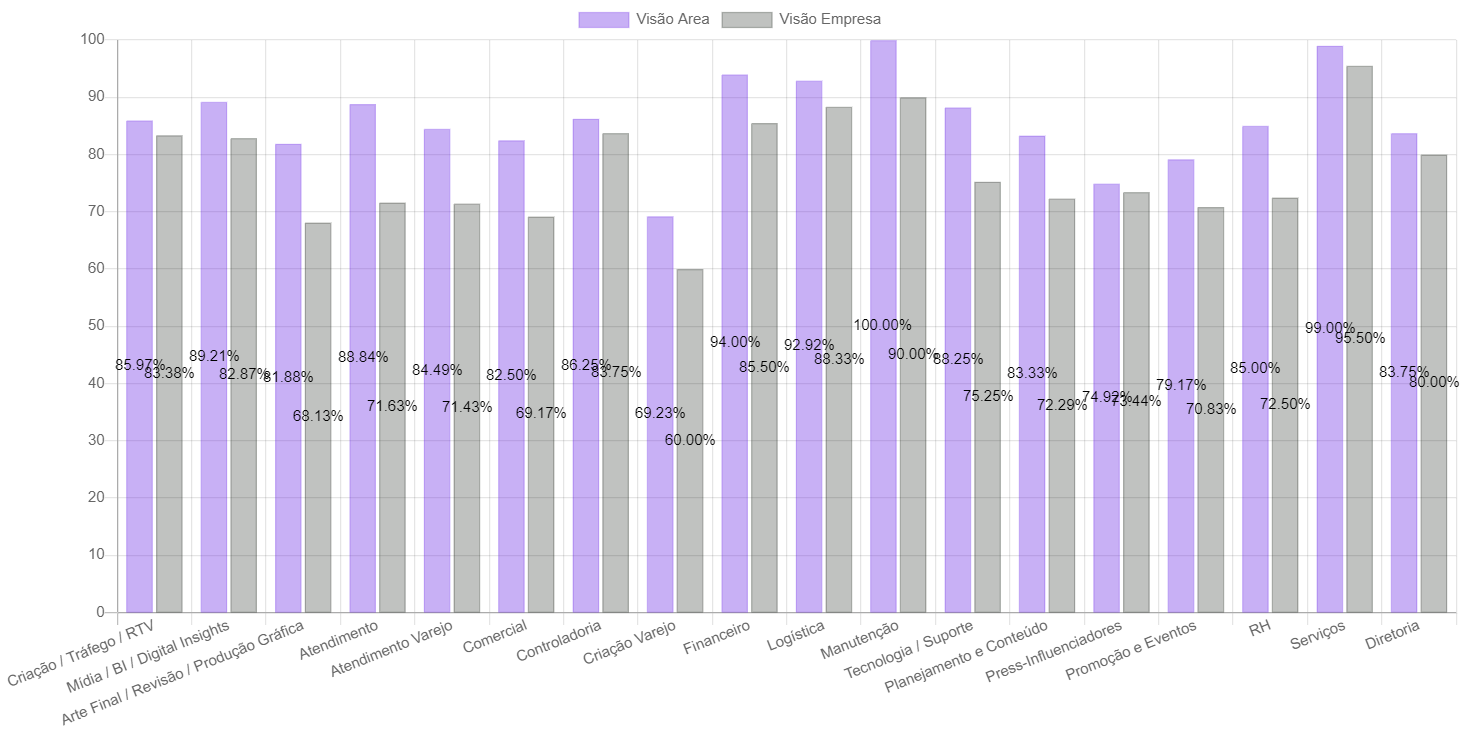 Visão Area Visão Empresa
100
90
80
70
60
50
40
30
20
10
0
85.97% 83.38%
89.21% 82.87%
81.88% 68.13%
88.84% 71.63%
84.49% 71.43%
82.50% 69.17%
86.25% 83.75%
69.23% 60.00%
94.00% 85.50%
92.92% 88.33%
100.00% 90.00%
88.25% 75.25%
83.33% 72.29%
74.92% 73.44%
79.17% 70.83%
85.00% 72.50%
99.00% 95.50%
83.75% 80.00%
Criação / Tráfego / RTV
Mídia / BI / Digital Insights
Arte Final / Revisão / Produção Gráfica
Atendimento
Atendimento Varejo
Comercial
Controladoria
Criação Varejo
Financeiro
Logística
Manutenção
Tecnologia / Suporte
Planejamento e Conteúdo
Press-Influenciadores
Promoção e Eventos
RH
Serviços
Diretoria